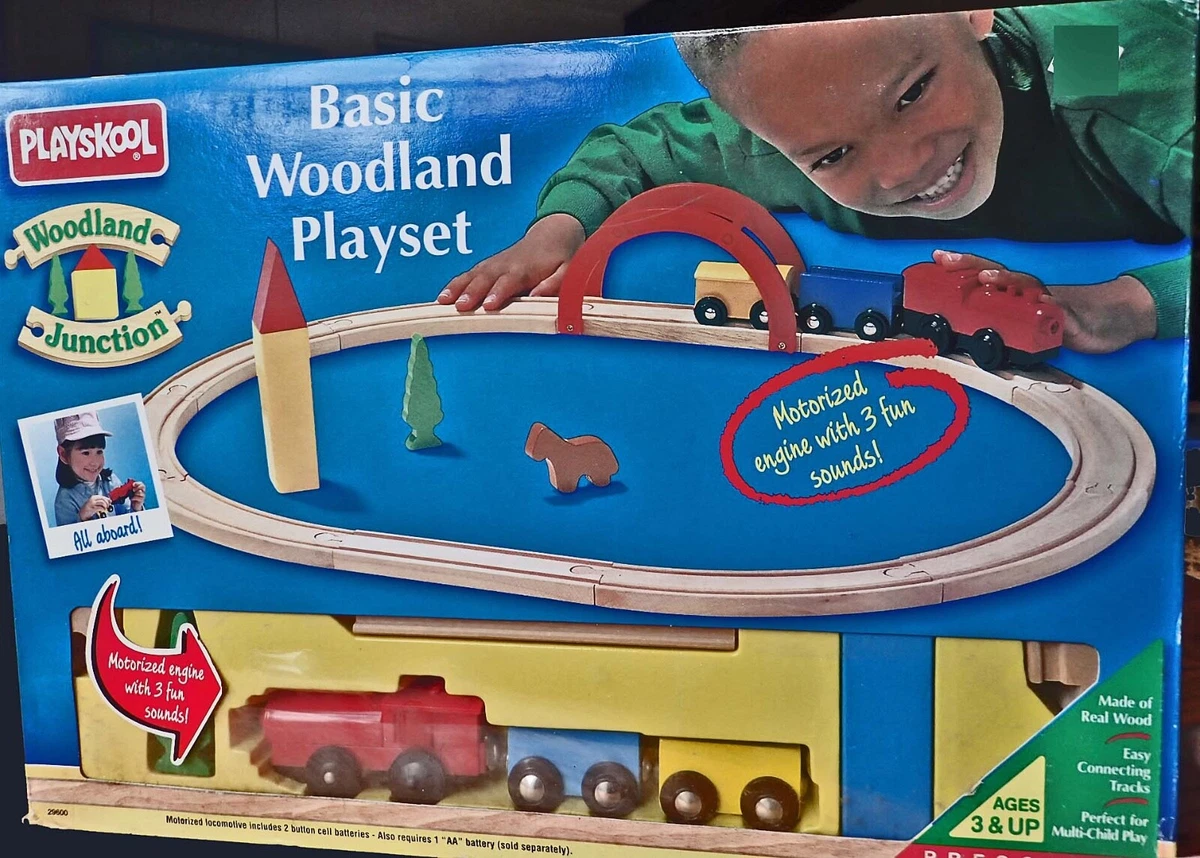 Basic
Woodland
Playset
PLAYSKOOL®
Woodland
Junction™
All aboard!
Motorized
engine with 3 fun
sounds!
Motorized engine
with 3 fun
sounds!
Made of
Real Wood
Easy
Connecting
Tracks
Perfect for
Multi-Child Play
AGES
3 & UP
29600
Motorized locomotive includes 2 button cell batteries - Also requires 1 "AA" battery (sold separately).